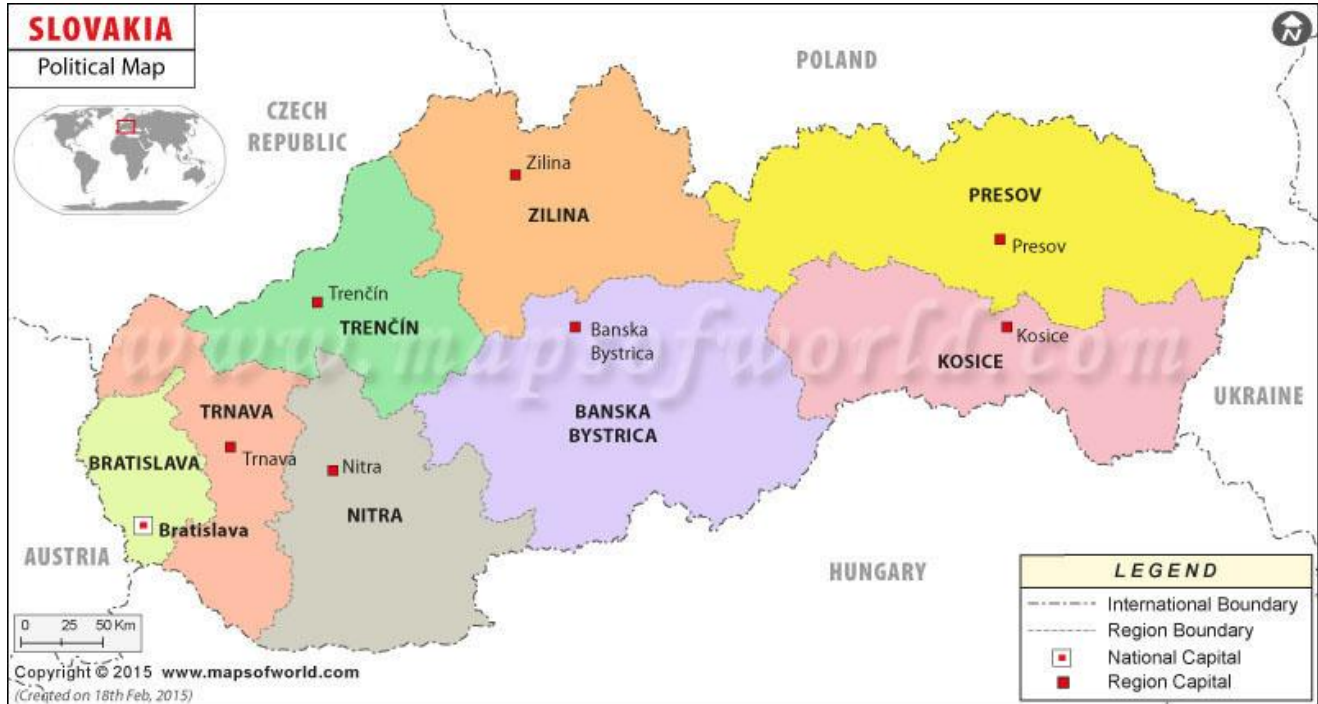 SLOVAKIA
Political Map
POLAND
CZECH
REPUBLIC
Zilina
ZILINA
PRESOV
Presov
Trenčín
TRENČÍN
Banska
Bystrica
Kosice
KOSICE
www.mapsofworld.com
UKRAINE
TRNAVA
BANSKA
BYSTRICA
BRATISLAVA
Trnava
Nitra
NITRA
Bratislava
AUSTRIA
HUNGARY
LEGEND
International Boundary
Region Boundary
National Capital
Region Capital
0 25 50 Km
Copyright © 2015 www.mapsofworld.com
(Created on 18th Feb, 2015)
N